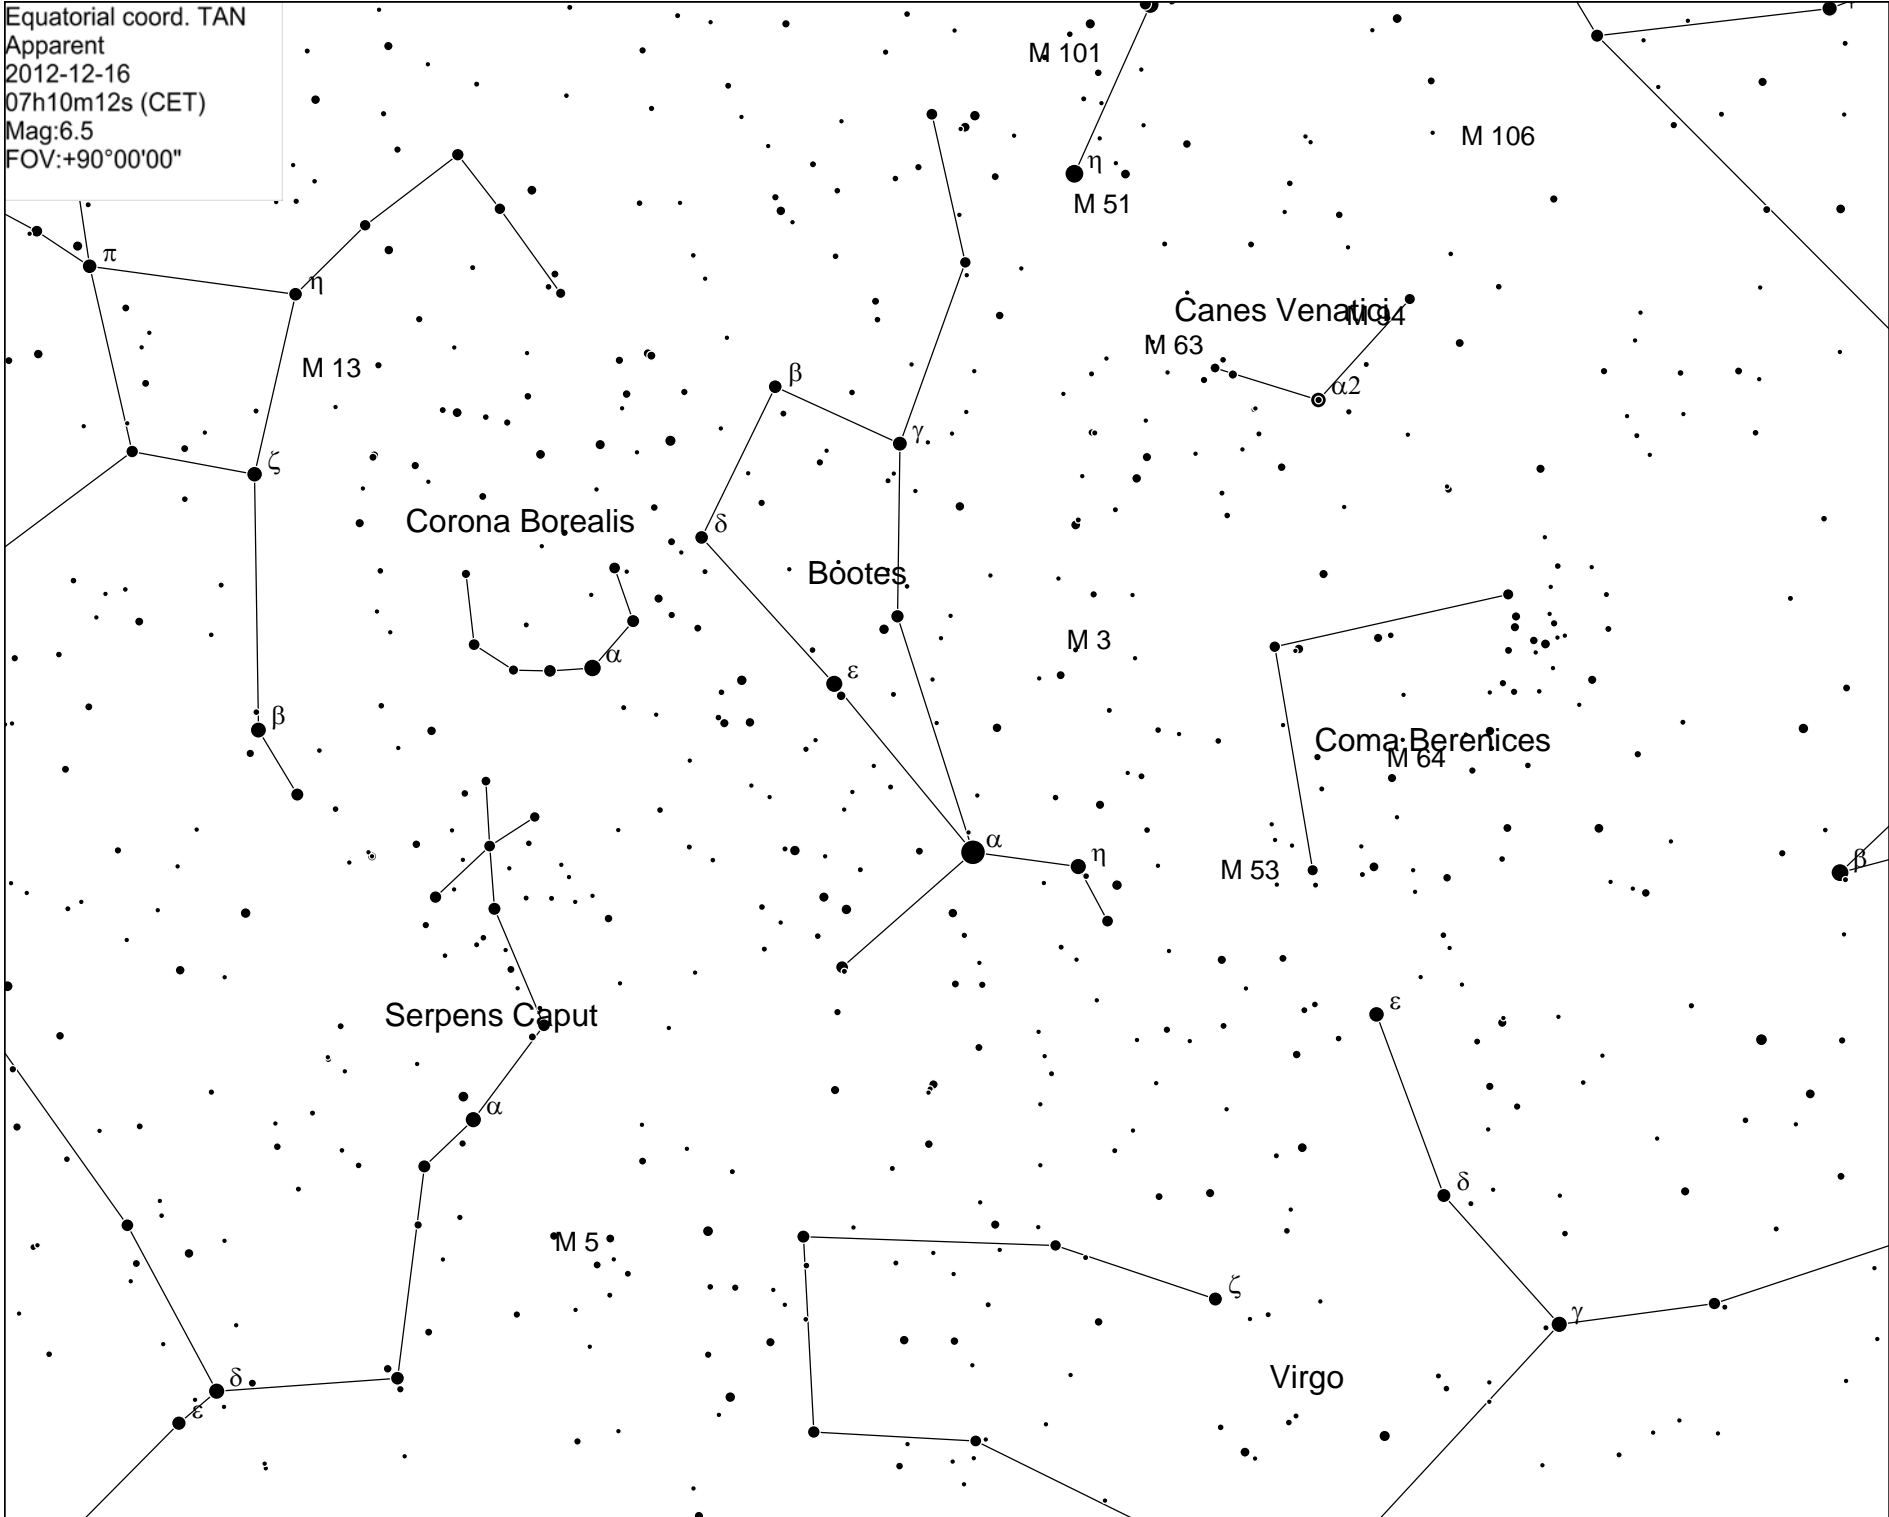 Equatorial coord. TAN
Apparent
2012-12-16
07h10m12s (CET)
Mag:6.5
FOV:+90°00'00"
M 101
M 106
η
M 51
π
η
Canes Venatici
M 94
M 63
M 13
β
α2
γ
ζ
Corona Borealis
δ
Bootes
M 3
α
ε
β
Coma Berenices
M 64
α
η
M 53
β
ε
Serpens Caput
α
δ
M 5
ζ
γ
Virgo
δ
ε